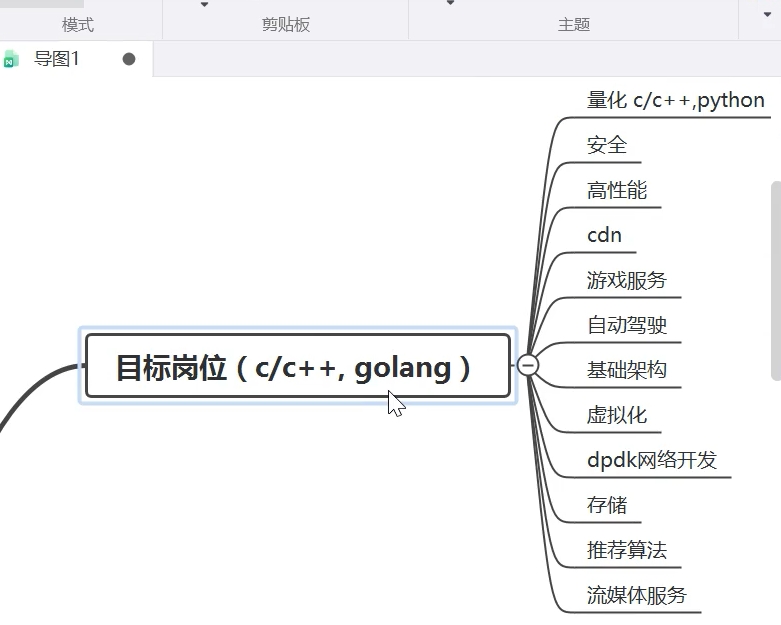 模式 剪贴板 主题
导图1
量化 c/c++,python
安全
高性能
cdn
游戏服务
自动驾驶
目标岗位（c/c++, golang）
基础架构
虚拟化
dpdk网络开发
存储
推荐算法
流媒体服务